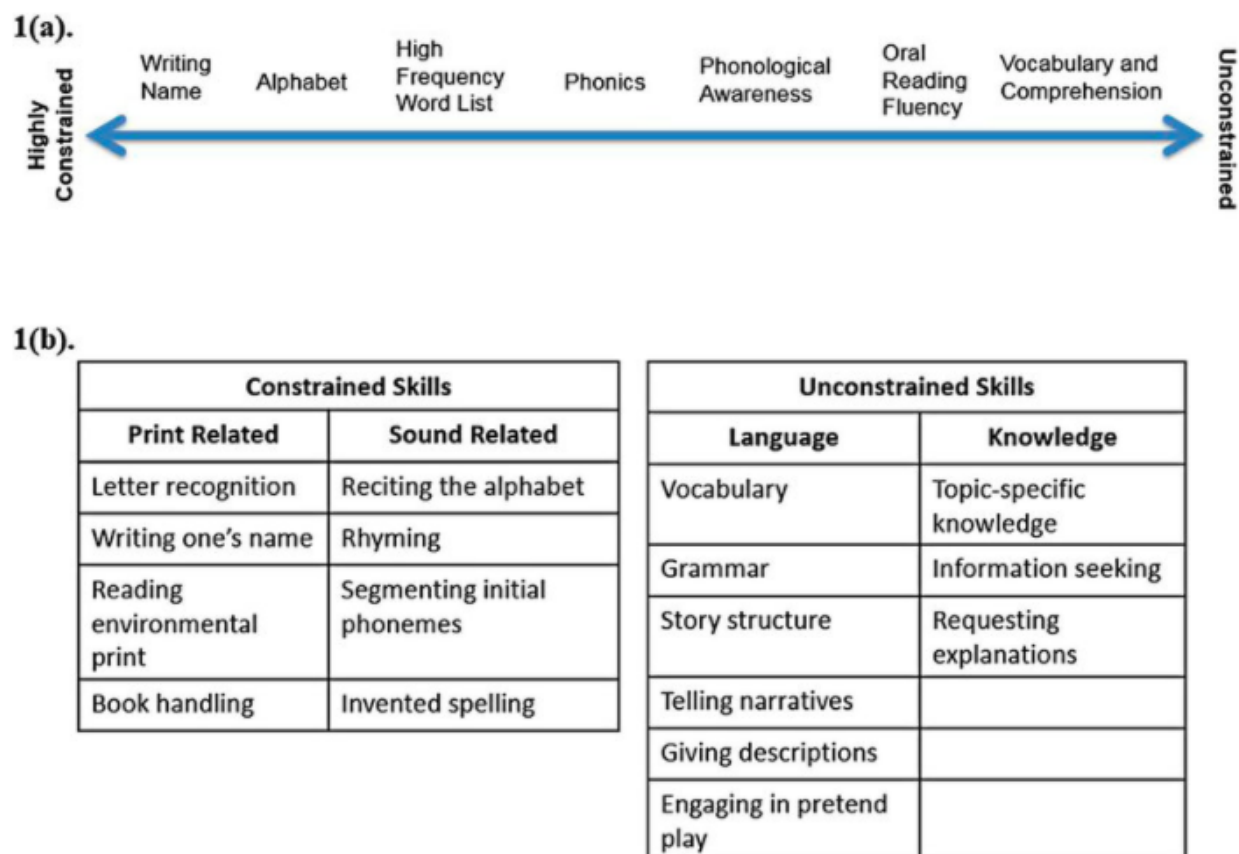 1(a).
Highly
Constrained
Writing
Name
Alphabet
High
Frequency
Word List
Phonics
Phonological
Awareness
Oral
Reading
Fluency
Vocabulary and
Comprehension
Unconstrained
1(b).
Constrained Skills
Print Related
Sound Related
Letter recognition
Reciting the alphabet
Writing one's name
Rhyming
Reading
environmental
print
Segmenting initial
phonemes
Book handling
Invented spelling
Unconstrained Skills
Language
Knowledge
Vocabulary
Topic-specific
knowledge
Grammar
Information seeking
Story structure
Requesting
explanations
Telling narratives
Giving descriptions
Engaging in pretend
play